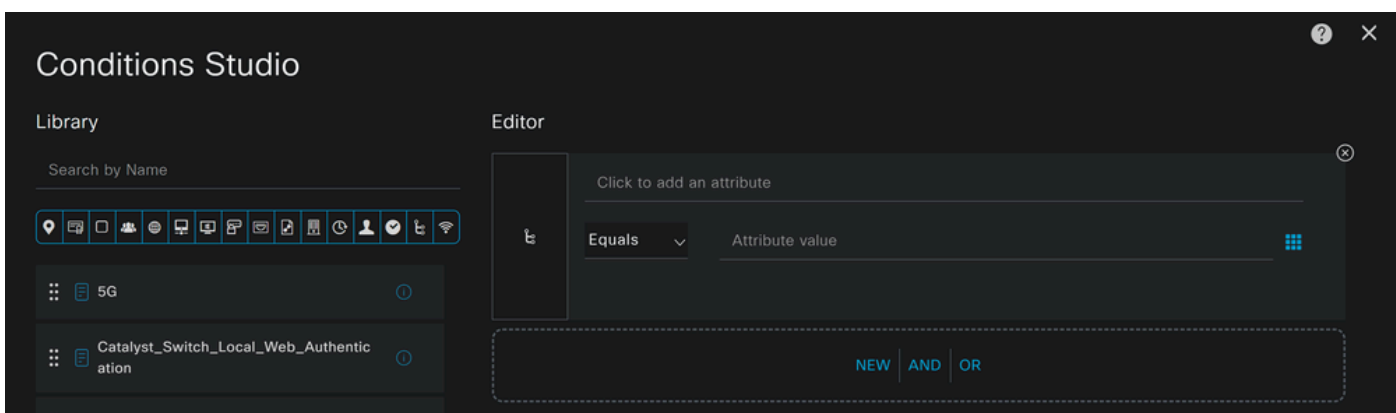 Conditions Studio
Library
Search by Name
5G
Catalyst_Switch_Local_Web_Authentic
ation
Editor
Click to add an attribute
Equals
Attribute value
NEW AND OR